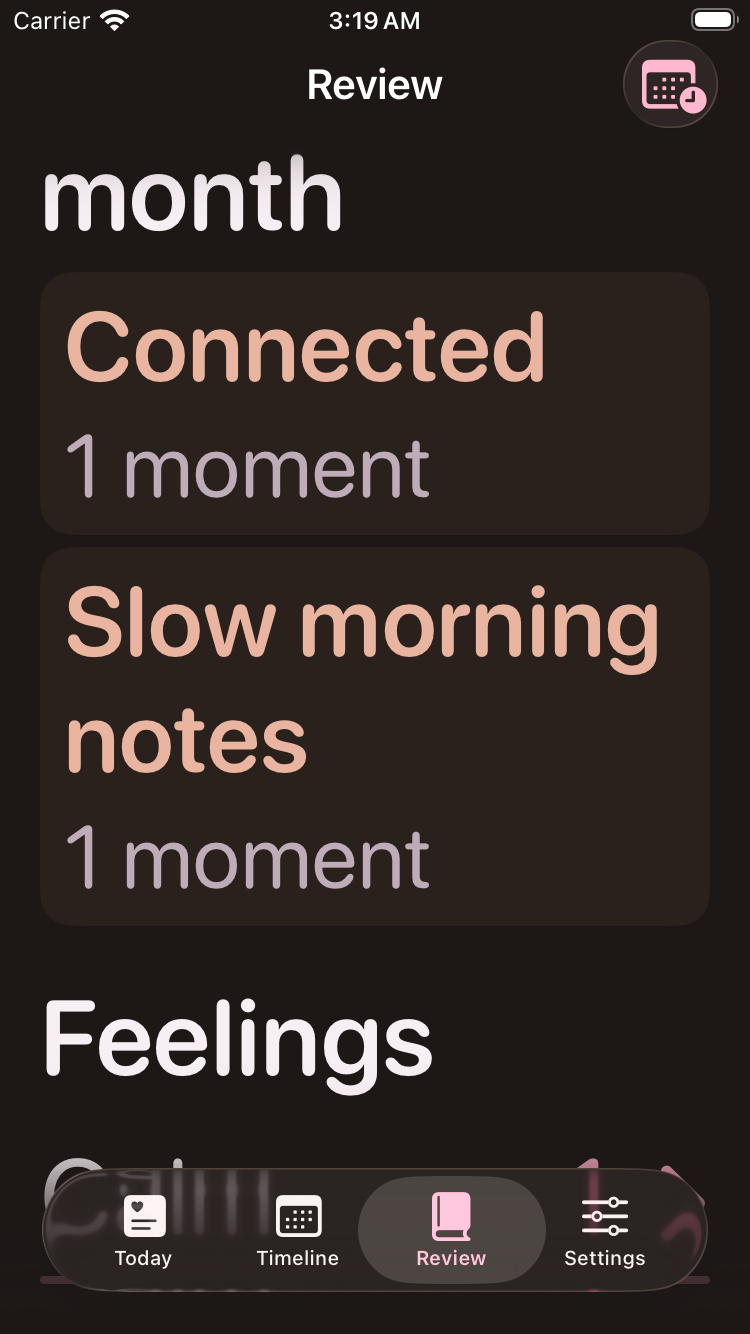 Carrier 3:19 AM
Review
month
Connected
1 moment
Slow morning
notes
1 moment
Feelings
Calm
Today Timeline Review Settings